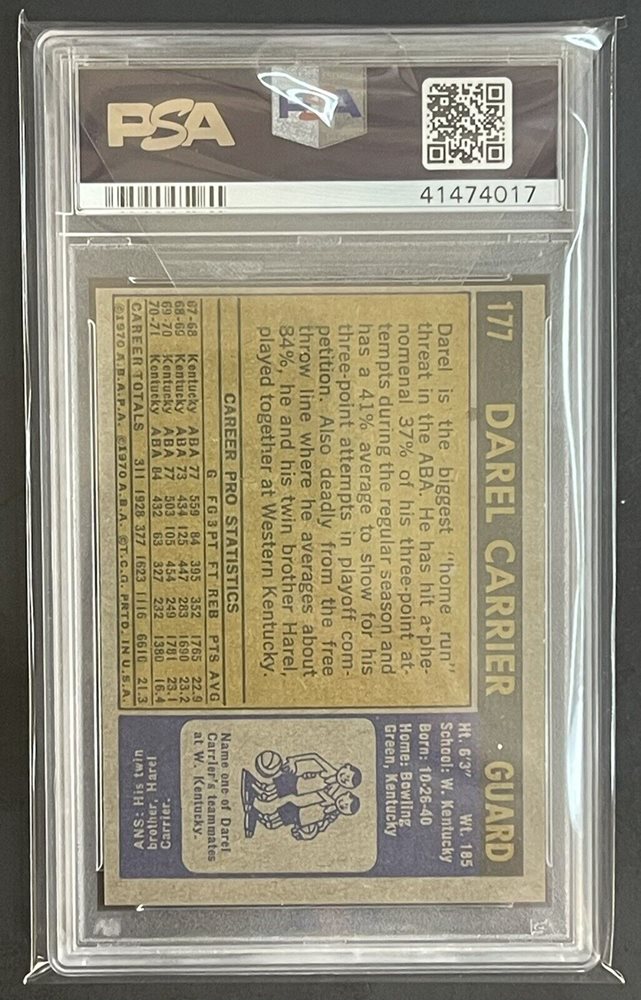 PSA
PSA
41474017
177 DAREL CARRIER . GUARD
Darel is the biggest "home run"
threat in the ABA. He has hit a phe-
nomenal 37% of his three-point at-
tempts during the regular season and
has a 41% average to show for his
three-point attempts in playoff com-
petition. Also deadly from the free
throw line where he averages about
84%, he and his twin brother Harel,
played together at Western Kentucky.
CAREER PRO STATISTICS
G FG 3PT FT REB PTS AVG
67-68 Kentucky ABA 77 559 84 395 352 1765 22.9
68-69 Kentucky ABA 73 434 125 447 283 1690 23.2
69-70 Kentucky ABA 77 503 105 454 249 1781 23.1
70-71 Kentucky ABA 84 432 63 327 232 1380 16.4
CAREER TOTALS 311 1928 377 1623 1116 6616 21.3
©1970 A.B.A.P.A. ©1970 A.B.A. ©T.C.G. PRTD. IN U.S.A.
Ht. 6'3" Wt. 185
School: W. Kentucky
Born: 10-26-40
Home: Bowling
Green, Kentucky
Name one of Darel
Carrier's teammates
at W. Kentucky.
ANS: His twin
brother, Harel
Carrier.